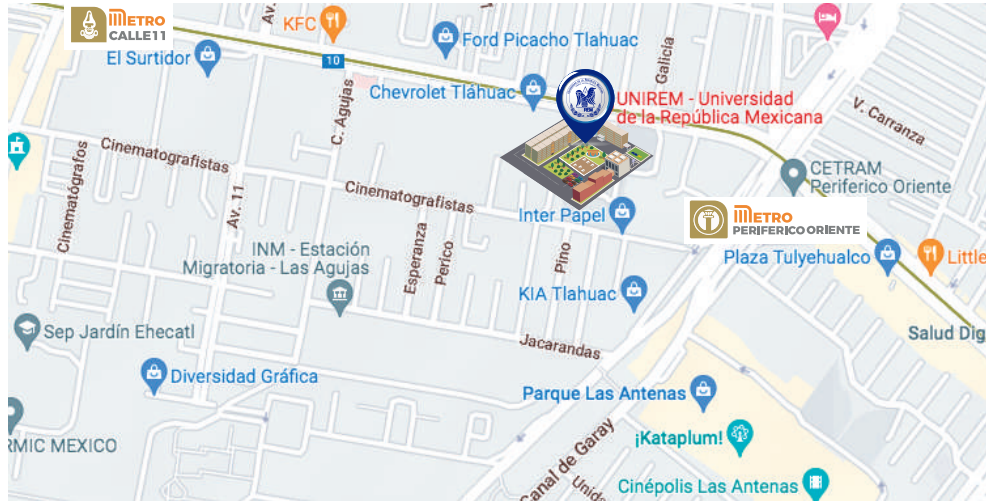 METRO
CALLE 11
Av.
KFC
El Surtidor
10
Ford Picacho Tlahuac
Galicia
Chevrolet Tláhuac
C. Agujas
UNIREM - Universidad
de la República Mexicana
V. Carranza
Cinematografistas
Cinematógrafos
CETRAM
Periferico Oriente
Cinematografistas
Av. 11
Inter Papel
METRO
PERIFERICO ORIENTE
INM - Estación
Migratoria - Las Agujas
Esperanza
Perico
Pino
Plaza Tulyehualco
Little
KIA Tlahuac
Sep Jardín Ehecatl
Salud Dig
Jacarandas
Diversidad Gráfica
Parque Las Antenas
RMIC MEXICO
¡Kataplum!
Canal de Garay
Unid
Cinépolis Las Antenas